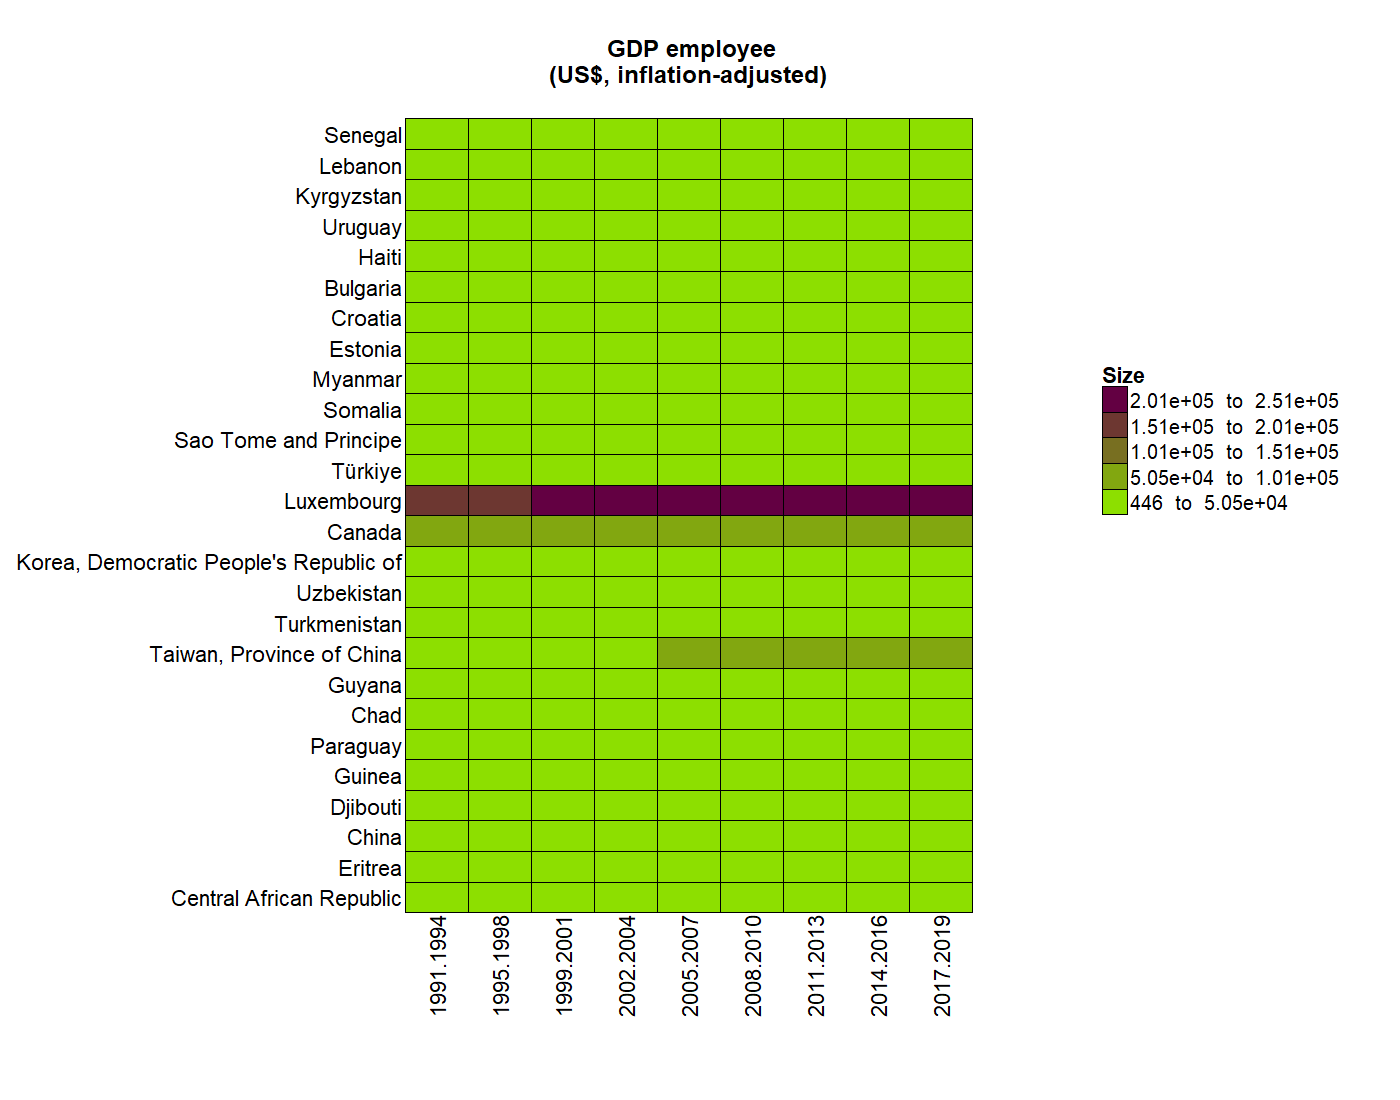 GDP employee
(US$, inflation-adjusted)
Senegal
Lebanon
Kyrgyzstan
Uruguay
Haiti
Bulgaria
Croatia
Estonia
Myanmar
Somalia
Sao Tome and Principe
Türkiye
Luxembourg
Canada
Korea, Democratic People's Republic of
Uzbekistan
Turkmenistan
Taiwan, Province of China
Guyana
Chad
Paraguay
Guinea
Djibouti
China
Eritrea
Central African Republic
1991.1994
1995.1998
1999.2001
2002.2004
2005.2007
2008.2010
2011.2013
2014.2016
2017.2019
Size
2.01e+05 to 2.51e+05
1.51e+05 to 2.01e+05
1.01e+05 to 1.51e+05
5.05e+04 to 1.01e+05
446 to 5.05e+04